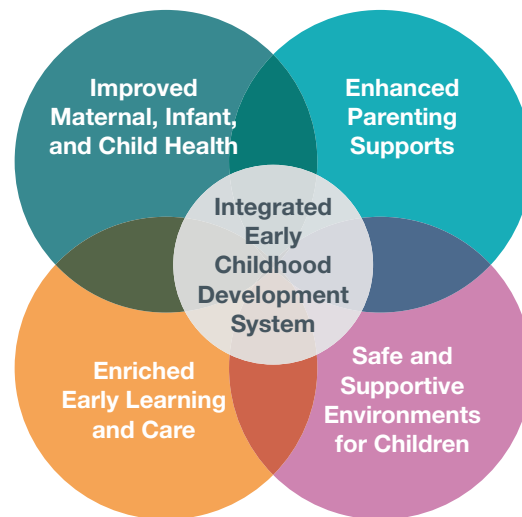 Improved
Maternal, Infant,
and Child Health
Enhanced
Parenting
Supports
Integrated
Early
Childhood
Development
System
Enriched
Early Learning
and Care
Safe and
Supportive
Environments
for Children